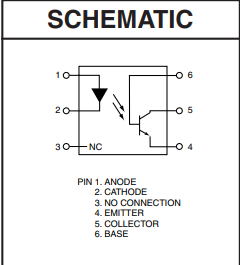 SCHEMATIC
1
6
2
5
3
NC
4
PIN 1. ANODE
2. CATHODE
3. NO CONNECTION
4. EMITTER
5. COLLECTOR
6. BASE